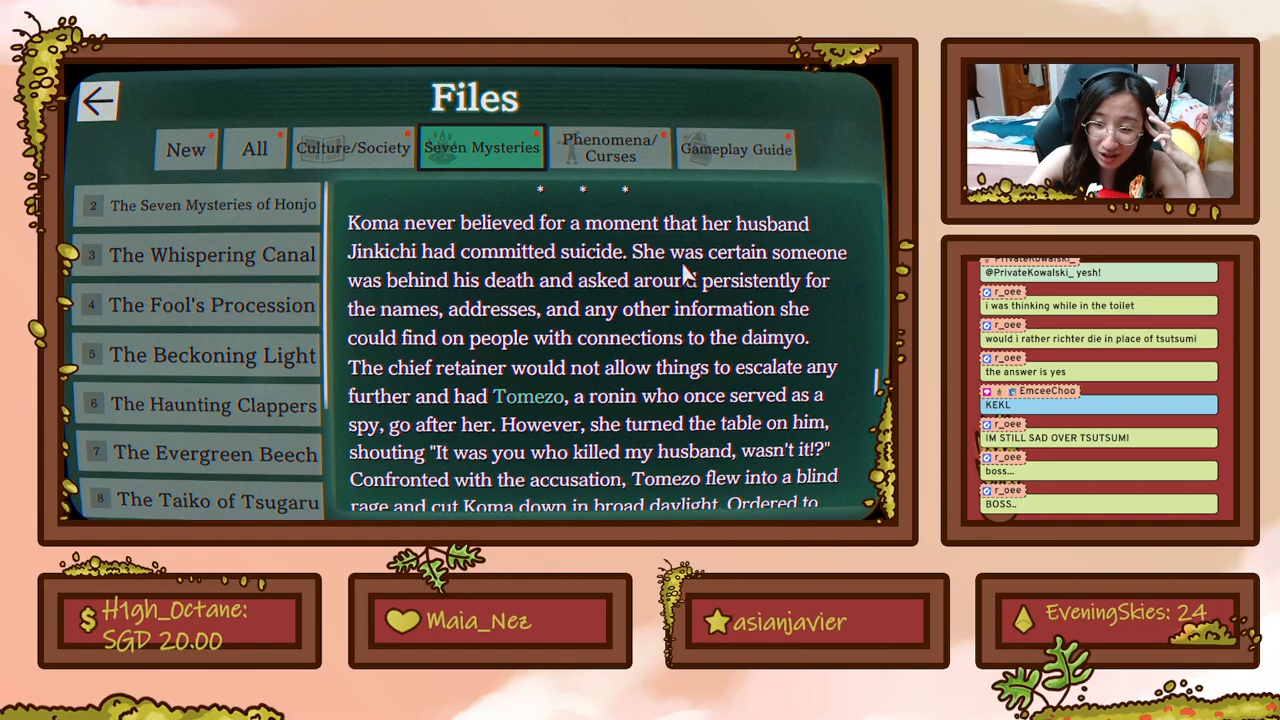 Files
New
All
Culture/Society
Seven Mysteries
Phenomena/
Curses
Gameplay Guide
2 The Seven Mysteries of Honjo
3 The Whispering Canal
4 The Fool's Procession
5 The Beckoning Light
6 The Haunting Clappers
7 The Evergreen Beech
8 The Taiko of Tsugaru
* * *
Koma never believed for a moment that her husband
Jinkichi had committed suicide. She was certain someone
was behind his death and asked around persistently for
the names, addresses, and any other information she
could find on people with connections to the daimyo.
The chief retainer would not allow things to escalate any
further and had Tomezo, a ronin who once served as a
spy, go after her. However, she turned the table on him,
shouting "It was you who killed my husband, wasn't it!?"
Confronted with the accusation, Tomezo flew into a blind
rage and cut Koma down in broad daylight. Ordered to
PrivateKowalski_
@PrivateKowalski_ yesh!
r_oee
i was thinking while in the toilet
r_oee
would i rather richter die in place of tsutsumi
r_oee
the answer is yes
EmceeChoo
KEKL
r_oee
IM STILL SAD OVER TSUTSUMI
r_oee
boss...
r_oee
BOSS..
$ H1gh_Octane:
SGD 20.00
Maia_Nez
asianjavier
EveningSkies: 24